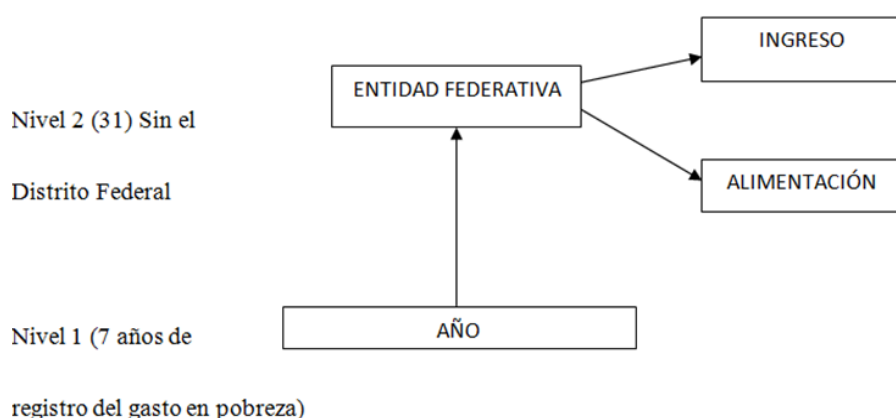 INGRESO
ENTIDAD FEDERATIVA
Nivel 2 (31) Sin el
Distrito Federal
ALIMENTACIÓN
AÑO
Nivel 1 (7 años de
registro del gasto en pobreza)